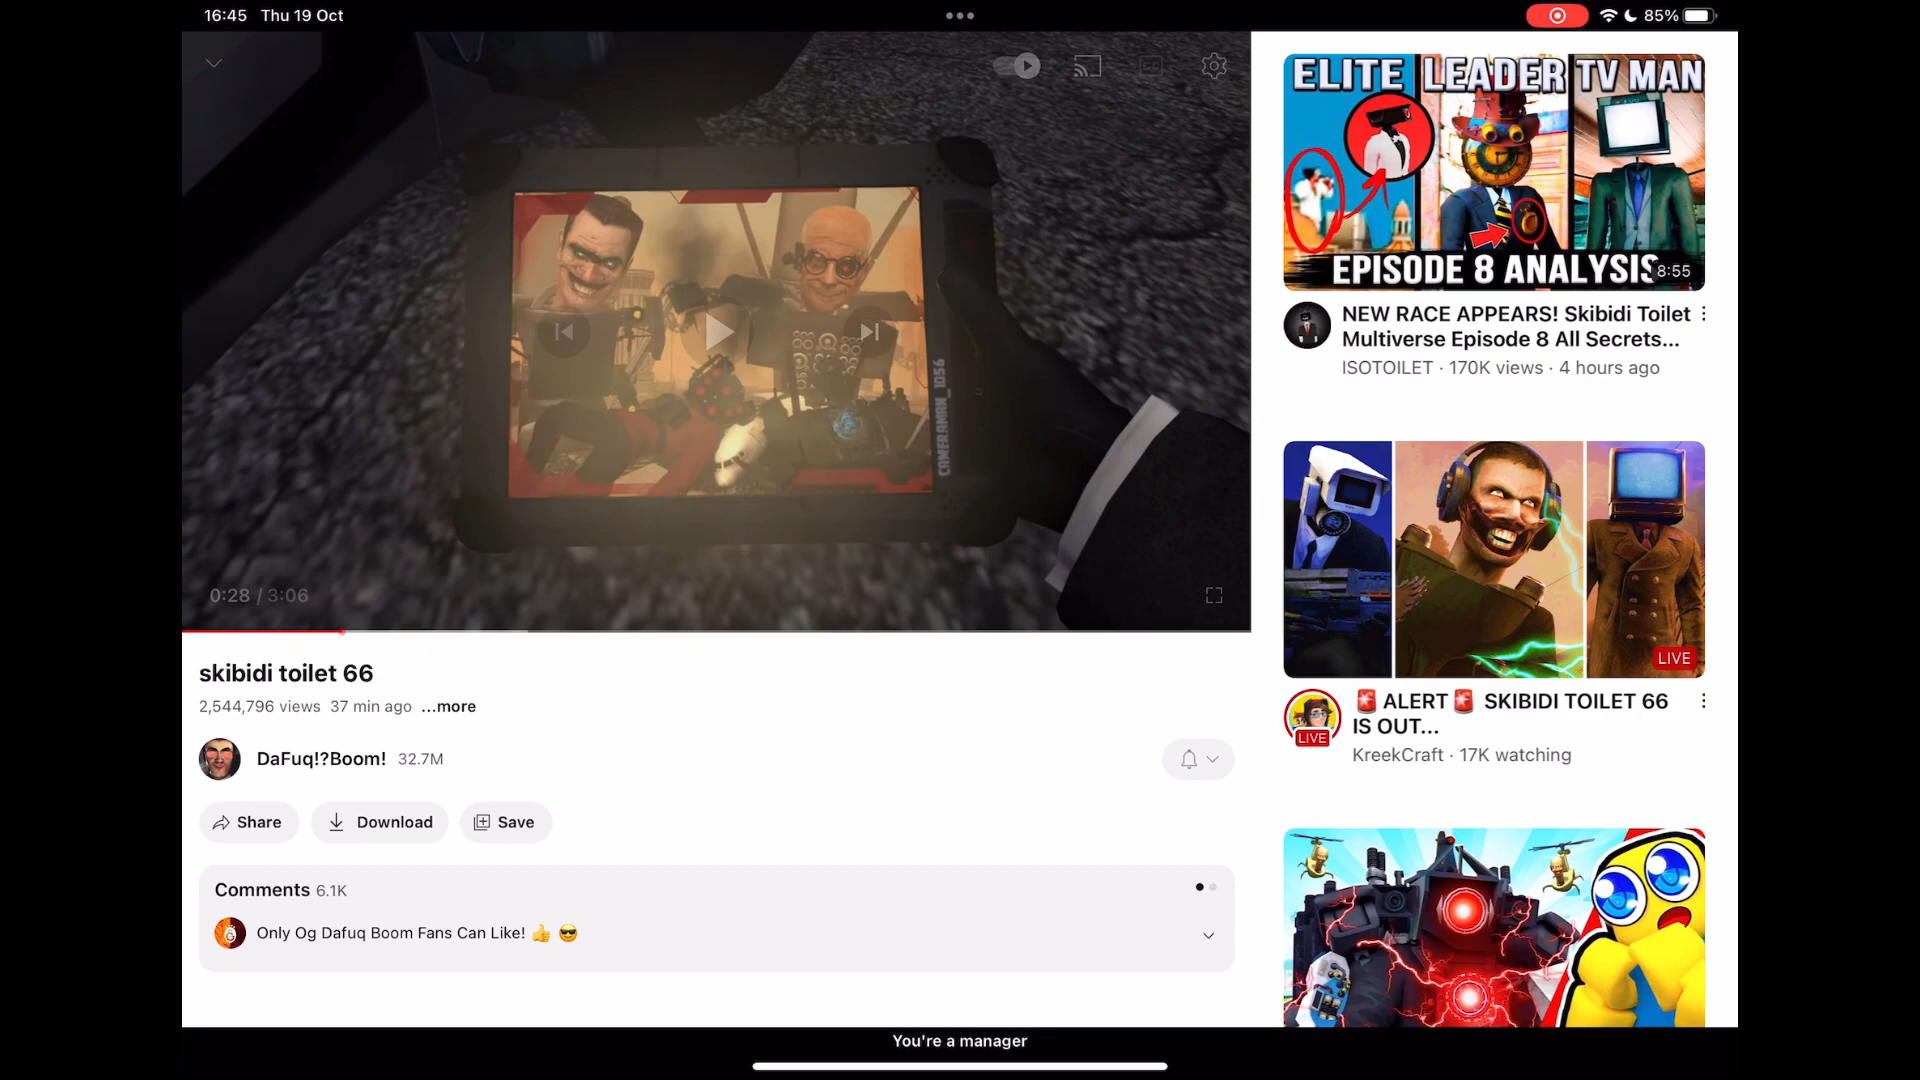 16:45 Thu 19 Oct
85%
CAMERAMAN_1056
0:28 / 3:06
skibidi toilet 66
2,544,796 views 37 min ago ...more
DaFuq!?Boom! 32.7M
Share
Download
Save
Comments 6.1K
Only Og Dafuq Boom Fans Can Like! 👍 😎
ELITE LEADER TV MAN
EPISODE 8 ANALYSIS
8:55
NEW RACE APPEARS! Skibidi Toilet
Multiverse Episode 8 All Secrets...
ISOTOILET · 170K views · 4 hours ago
LIVE
🚨ALERT🚨 SKIBIDI TOILET 66
IS OUT...
LIVE
KreekCraft · 17K watching
You're a manager